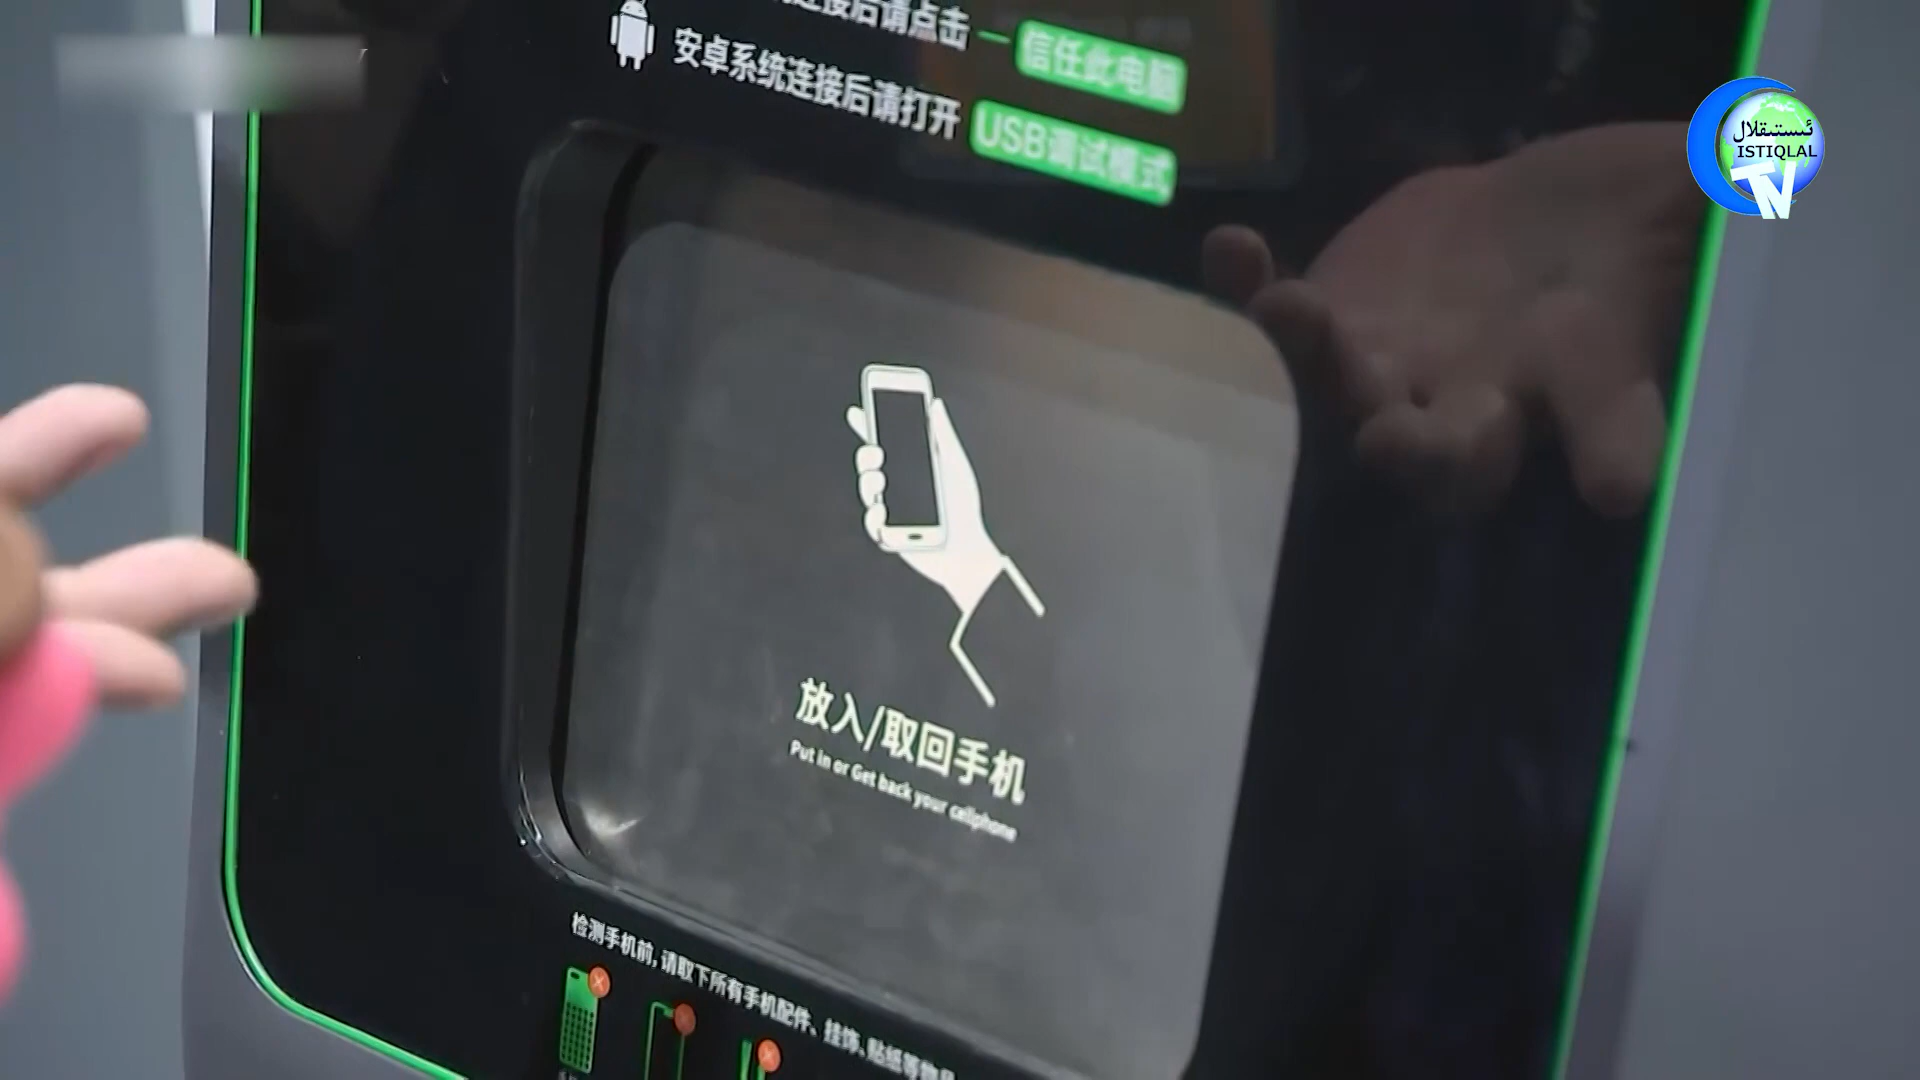 连接后请点击 — 信任此电脑
安卓系统连接后请打开 USB调试模式
ئىستىقلال
ISTIQLAL
TV
放入/取回手机
Put in or Get back your cellphone
检测手机前,请取下所有手机配件、挂饰、贴纸等物品